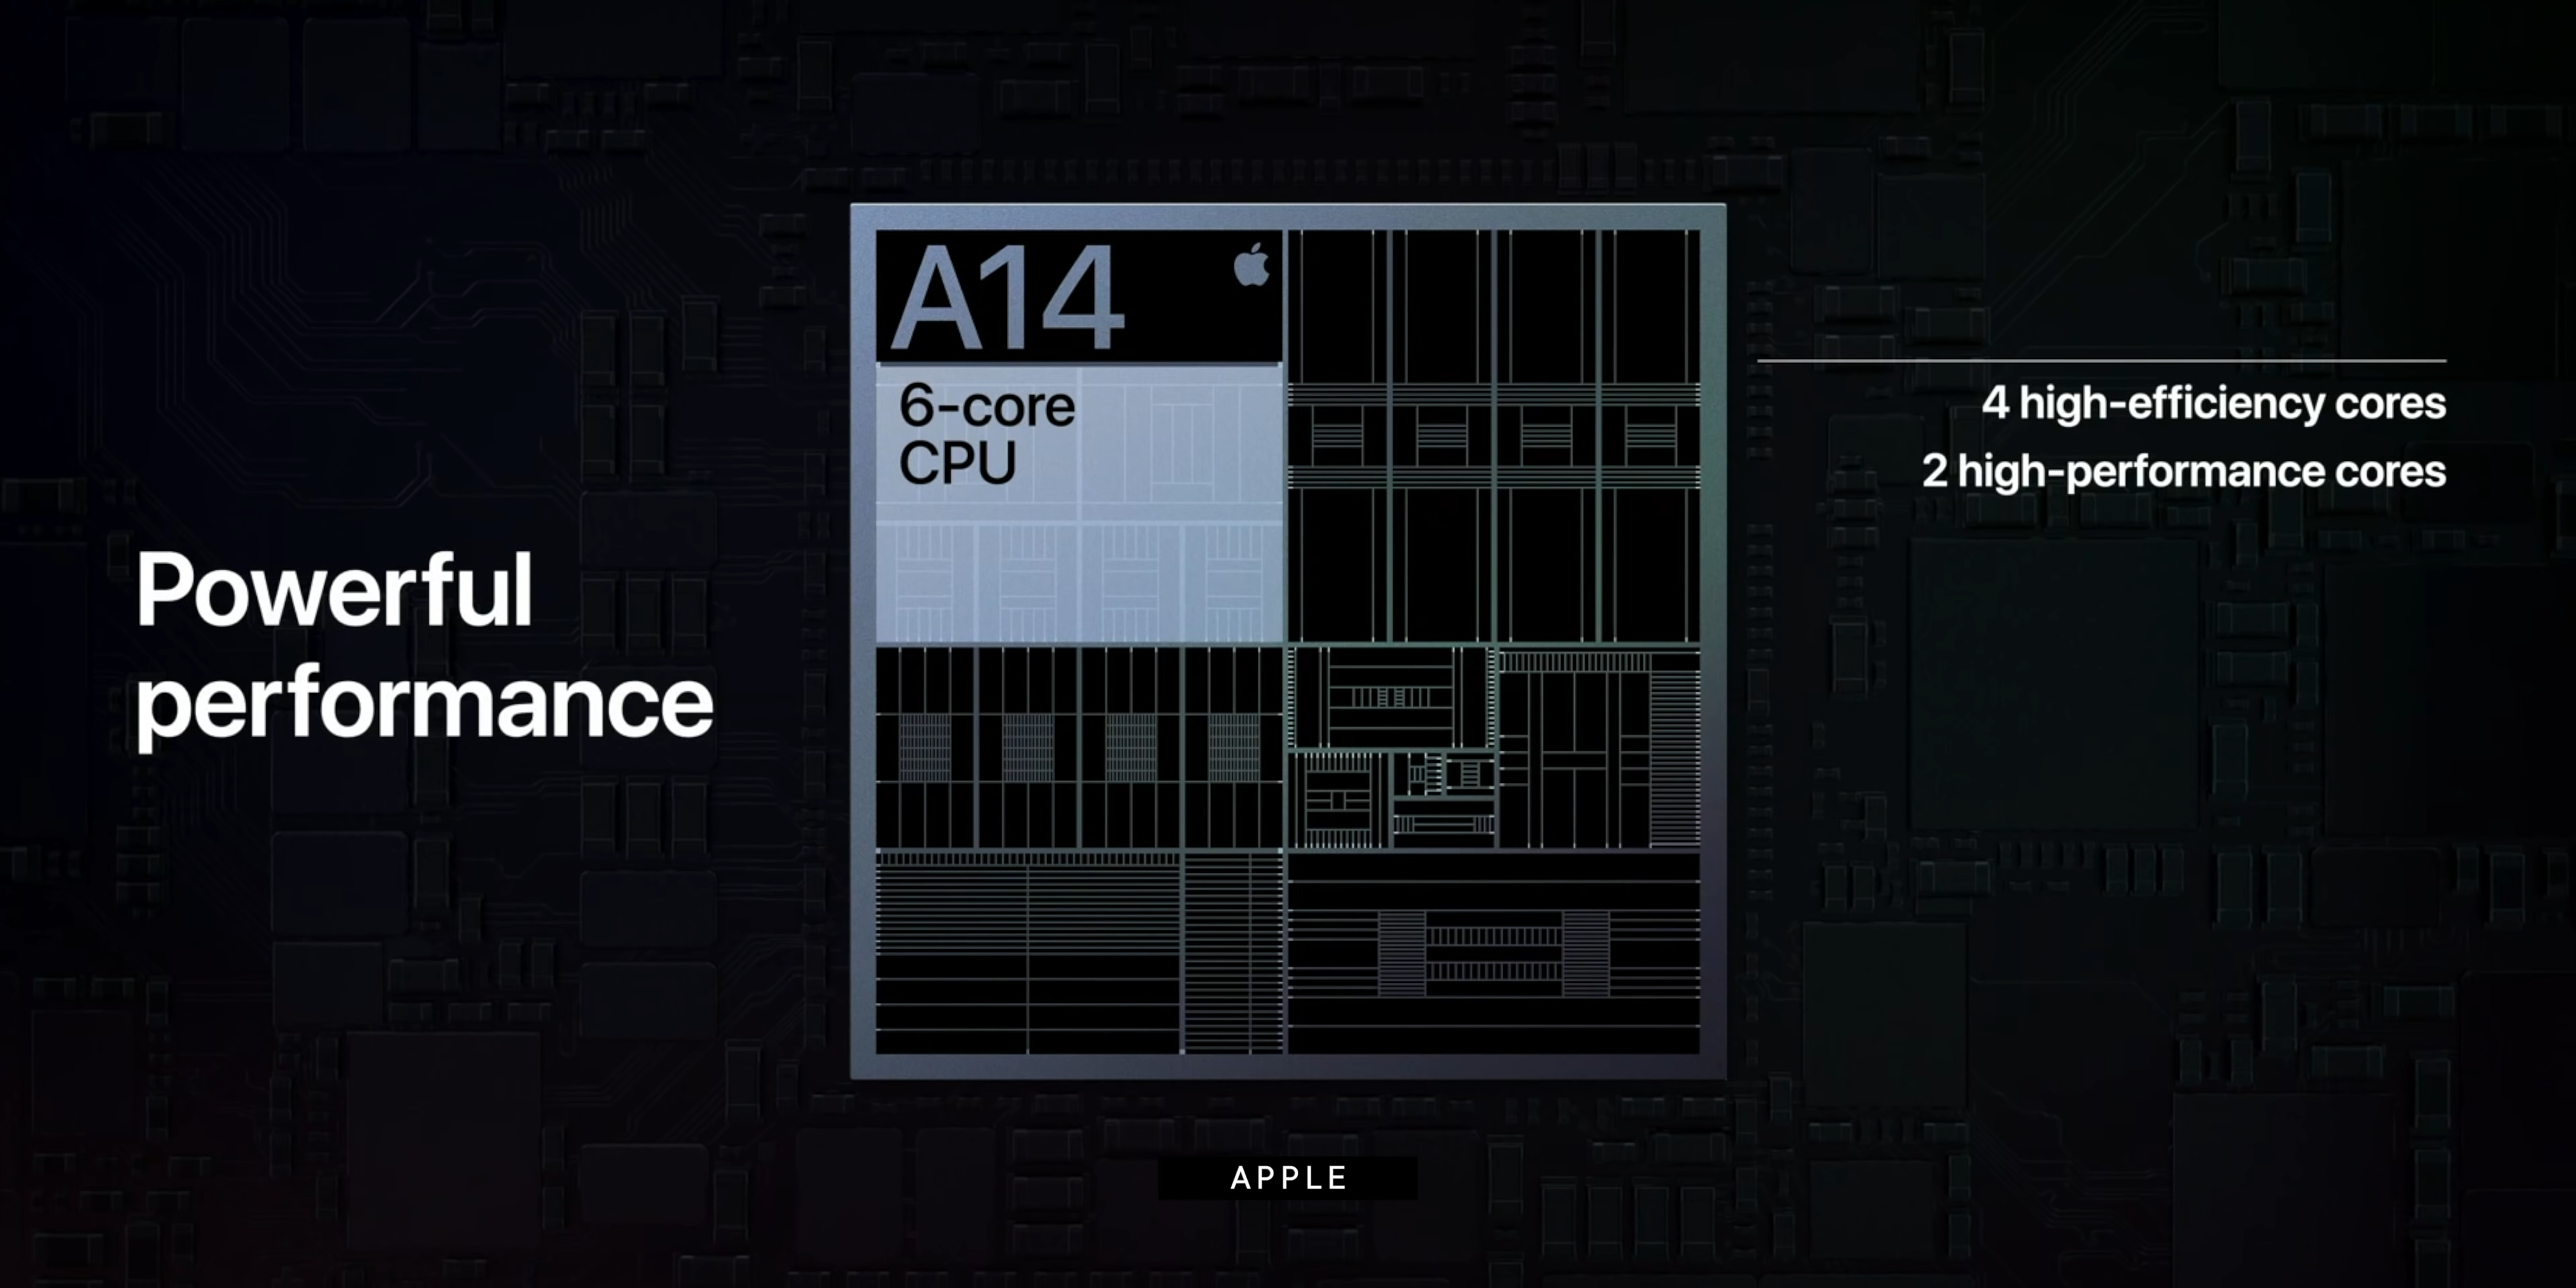 Powerful
performance
A14
6-core
CPU
4 high-efficiency cores
2 high-performance cores
APPLE